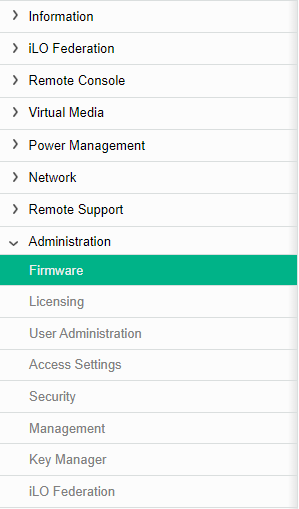 Information
iLO Federation
Remote Console
Virtual Media
Power Management
Network
Remote Support
Administration
Firmware
Licensing
User Administration
Access Settings
Security
Management
Key Manager
iLO Federation